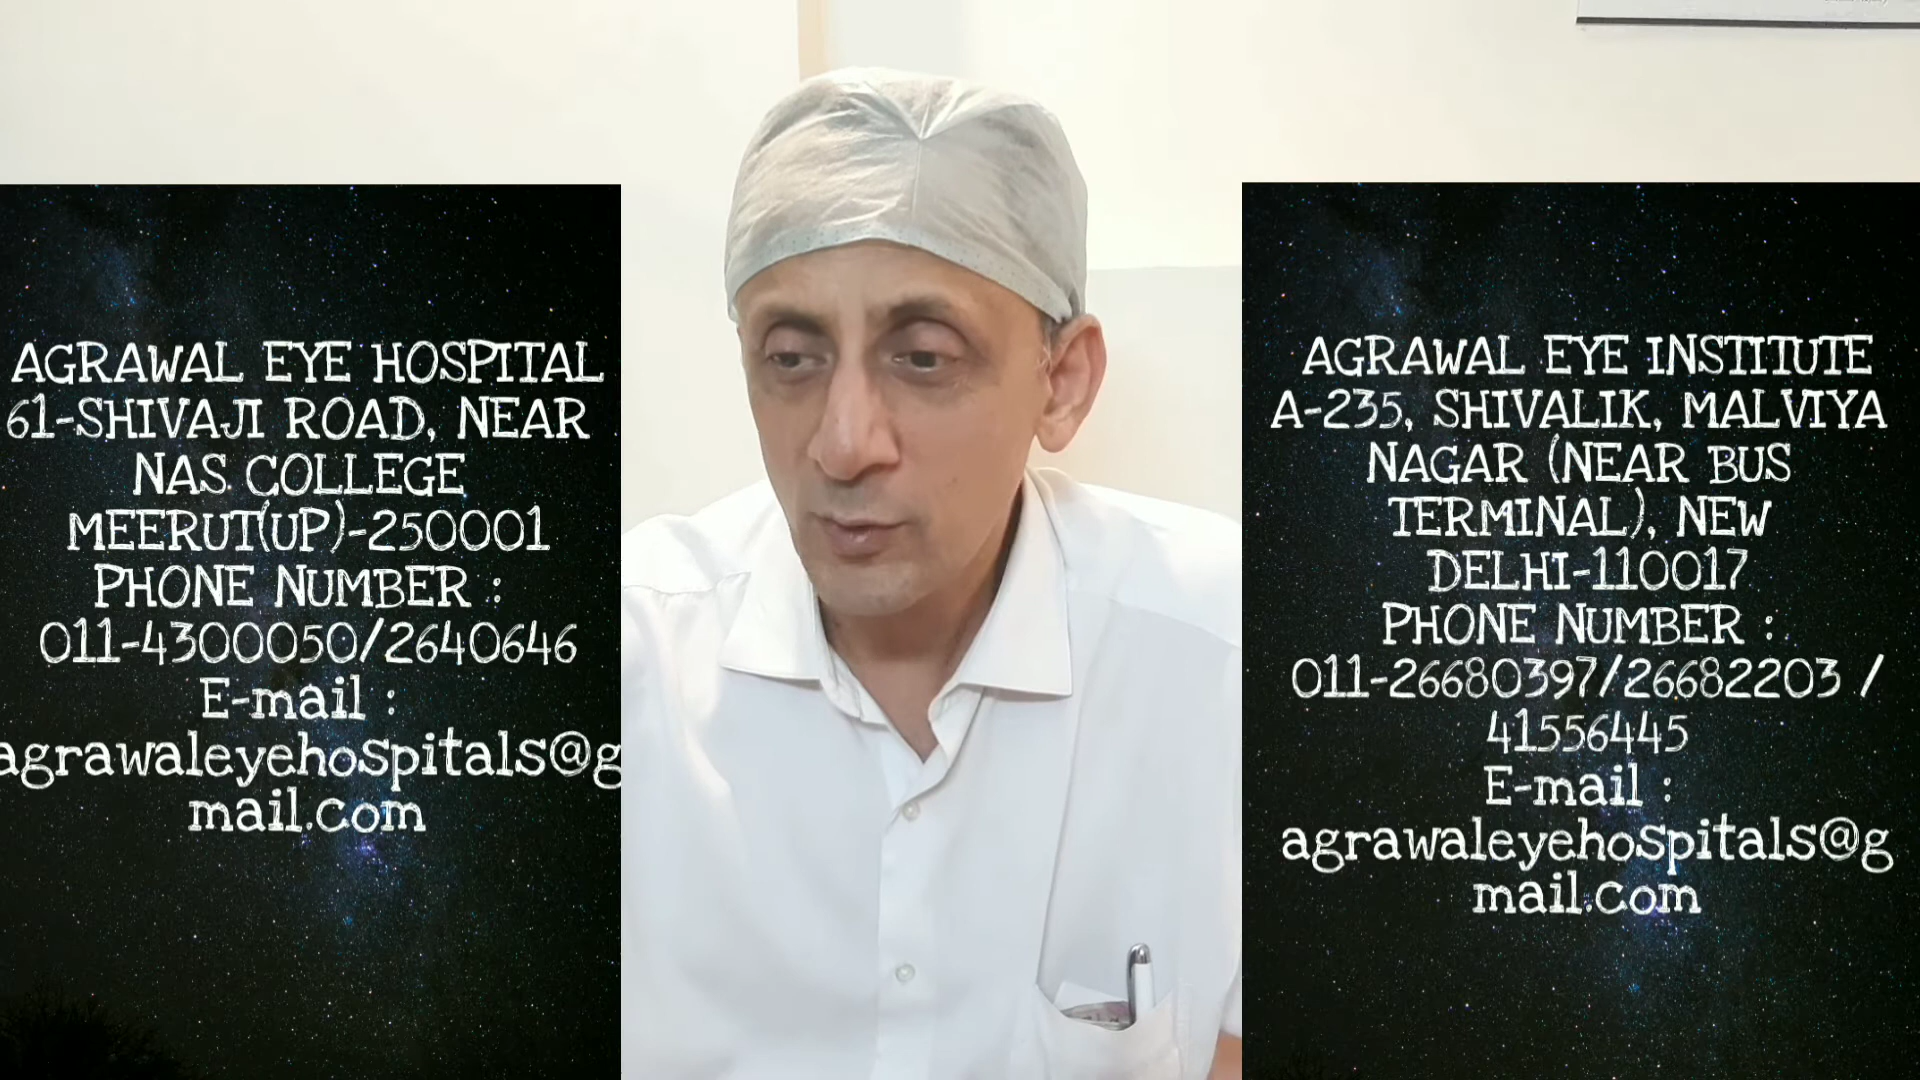 AGRAWAL EYE HOSPITAL
61-SHIVAJI ROAD, NEAR
NAS COLLEGE
MEERUT(UP)-250001
PHONE NUMBER :
011-4300050/2640646
E-mail :
agrawaleyehospitals@g
mail.com
AGRAWAL EYE INSTITUTE
A-235, SHIVALIK, MALVIYA
NAGAR (NEAR BUS
TERMINAL), NEW
DELHI-110017
PHONE NUMBER :
011-26680397/26682203 /
41556445
E-mail :
agrawaleyehospitals@g
mail.com